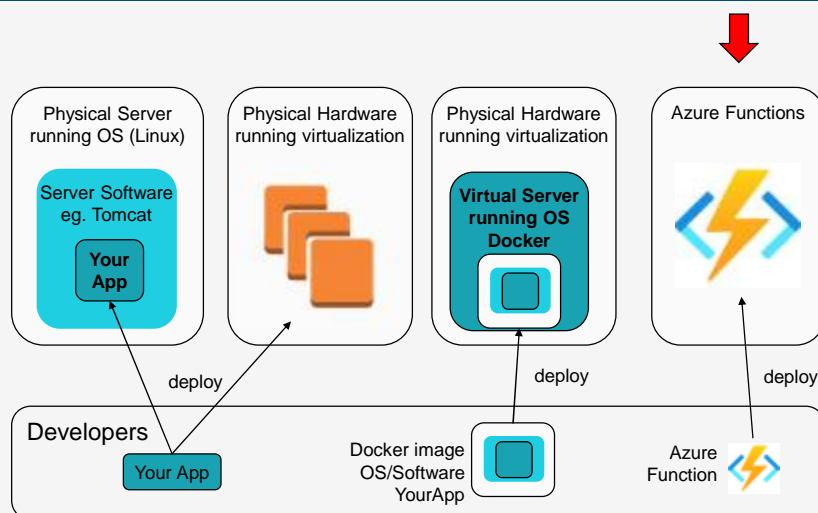 Physical Server
running OS (Linux)
Server Software
eg. Tomcat
Your
App
Physical Hardware
running virtualization
Physical Hardware
running virtualization
Virtual Server
running OS
Docker
Azure Functions
deploy
deploy
deploy
Developers
Your App
Docker image
OS/Software
YourApp
Azure
Function